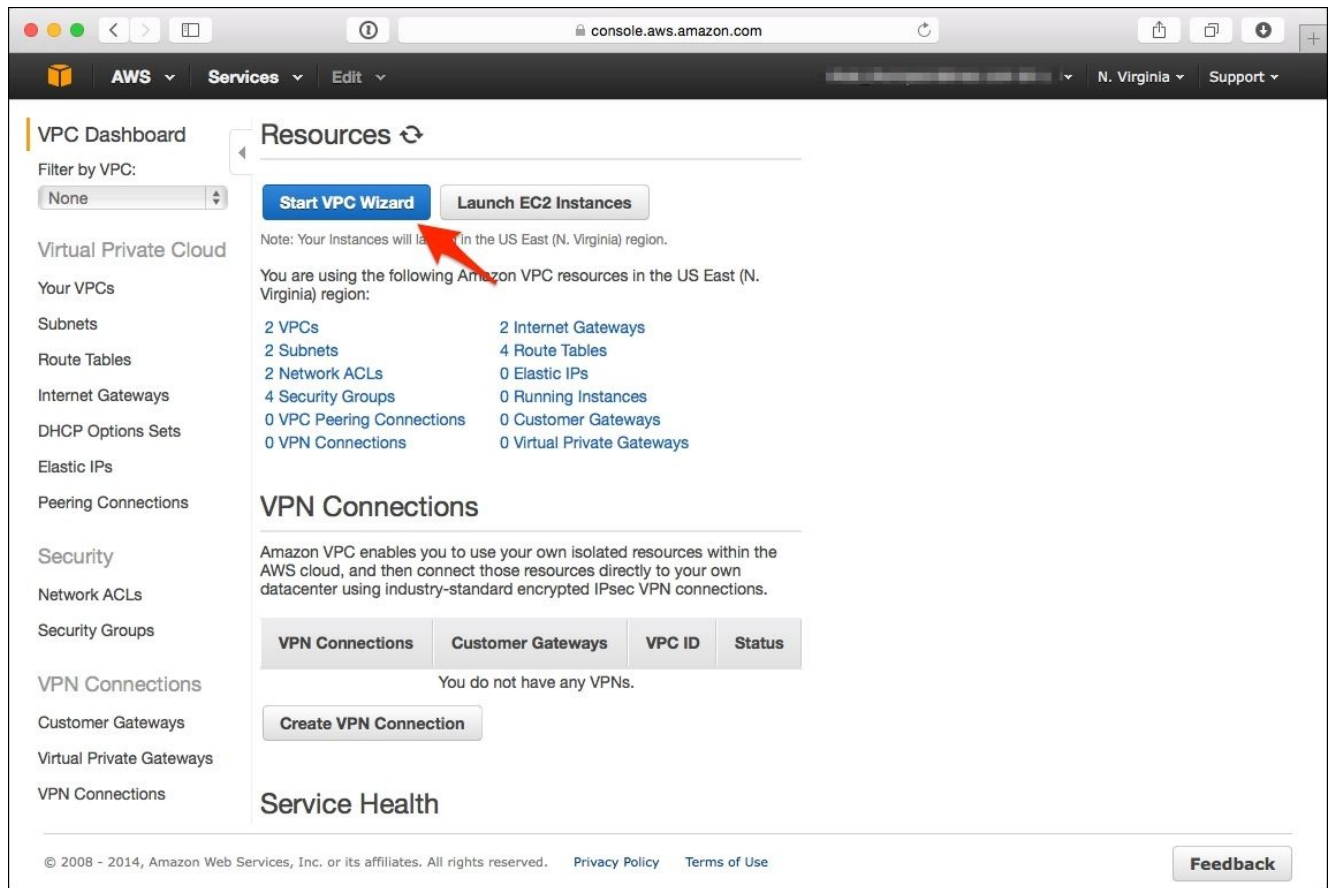 console.aws.amazon.com
AWS Services Edit N. Virginia Support
VPC Dashboard
Filter by VPC:
None
Virtual Private Cloud
Your VPCs
Subnets
Route Tables
Internet Gateways
DHCP Options Sets
Elastic IPs
Peering Connections
Security
Network ACLs
Security Groups
VPN Connections
Customer Gateways
Virtual Private Gateways
VPN Connections
Resources
Start VPC Wizard Launch EC2 Instances
Note: Your Instances will in the US East (N. Virginia) region.
You are using the following Amazon VPC resources in the US East (N.
Virginia) region:
2 VPCs 2 Internet Gateways
2 Subnets 4 Route Tables
2 Network ACLs 0 Elastic IPs
4 Security Groups 0 Running Instances
0 VPC Peering Connections 0 Customer Gateways
0 VPN Connections 0 Virtual Private Gateways
VPN Connections
Amazon VPC enables you to use your own isolated resources within the
AWS cloud, and then connect those resources directly to your own
datacenter using industry-standard encrypted IPsec VPN connections.
VPN Connections Customer Gateways VPC ID Status
You do not have any VPNs.
Create VPN Connection
Service Health
© 2008 - 2014, Amazon Web Services, Inc. or its affiliates. All rights reserved. Privacy Policy Terms of Use Feedback